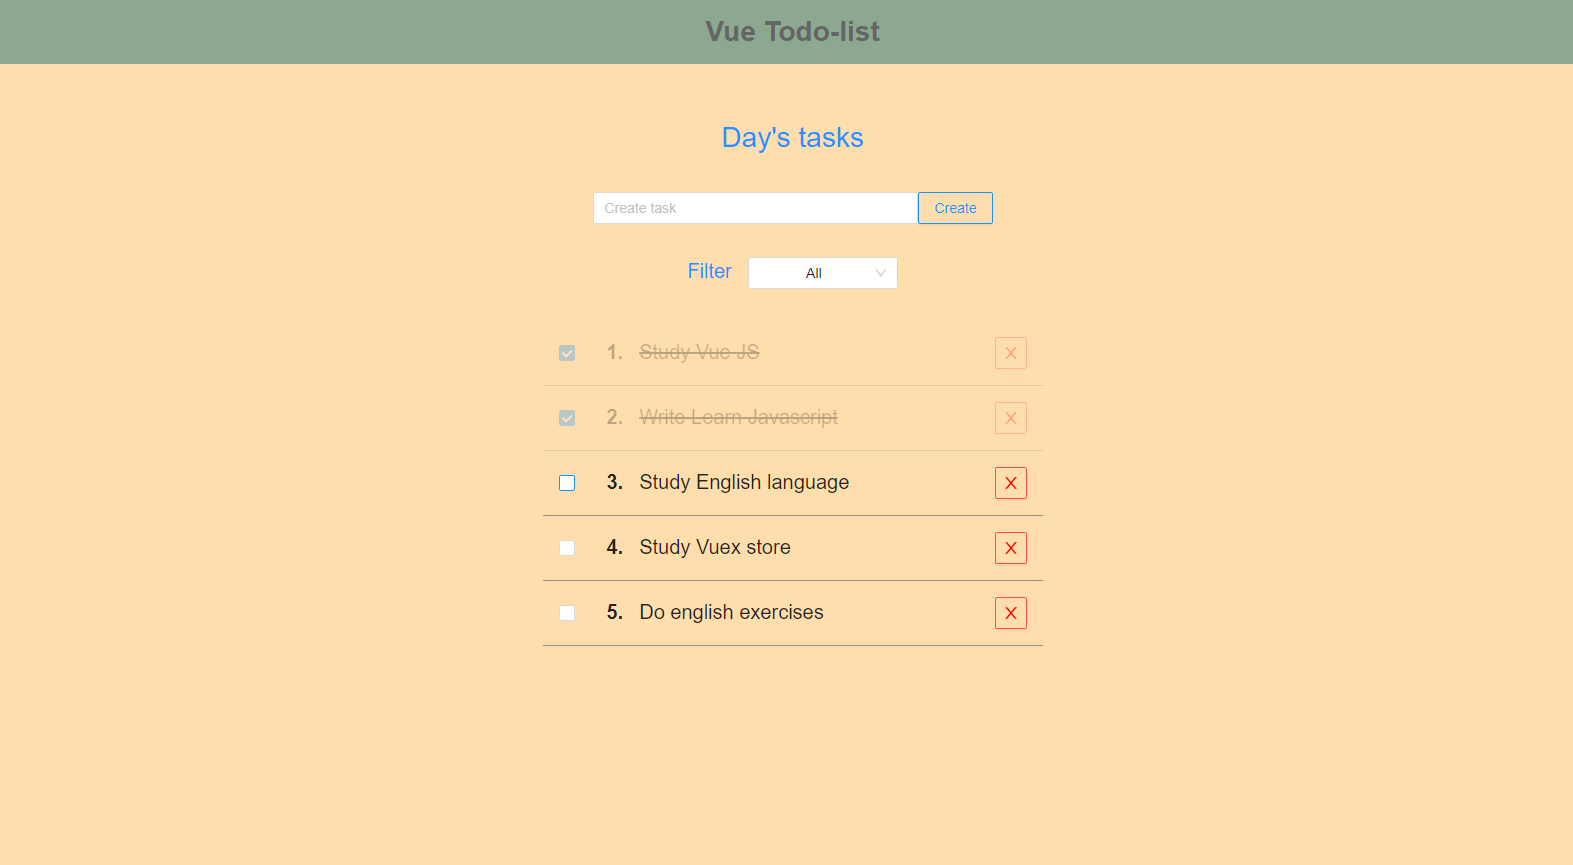 Vue Todo-list
Day's tasks
Create task Create
Filter All
1. Study Vue JS X
2. Write Learn Javascript X
3. Study English language X
4. Study Vuex store X
5. Do english exercises X